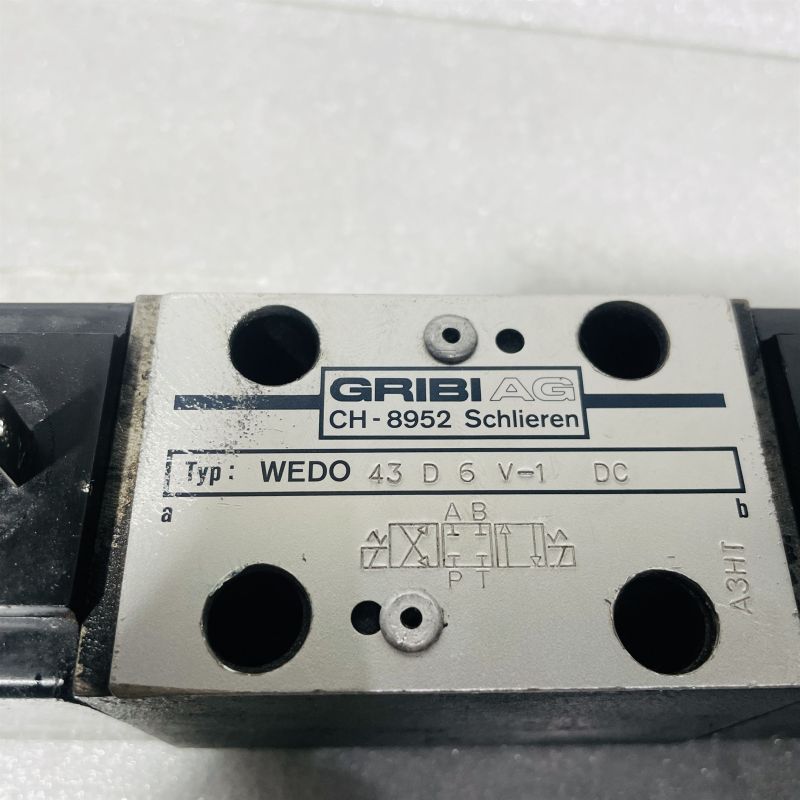 GRIBI AG
CH-8952 Schlieren
Typ: WEDO 43 D 6 V-1 DC
a
b
A B
P T
A3HT